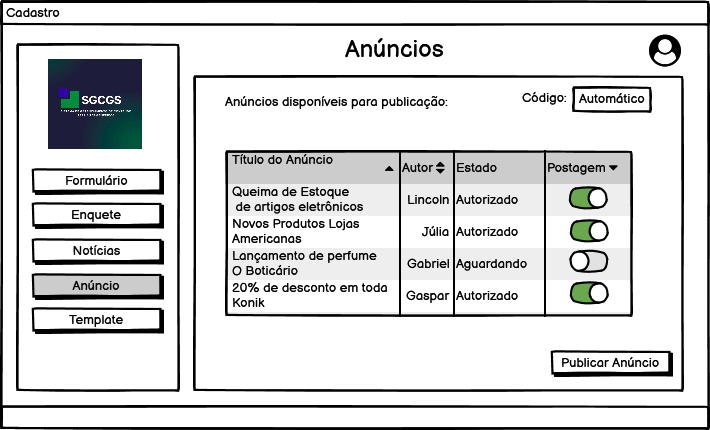 Cadastro
Anúncios
SGCGS
Formulário
Enquete
Notícias
Anúncio
Template
Anúncios disponíveis para publicação:
Código: Automático
Título do Anúncio Autor Estado Postagem
Queima de Estoque
de artigos eletrônicos Lincoln Autorizado
Novos Produtos Lojas
Americanas Júlia Autorizado
Lançamento de perfume
O Boticário Gabriel Aguardando
20% de desconto em toda
Konik Gaspar Autorizado
Publicar Anúncio